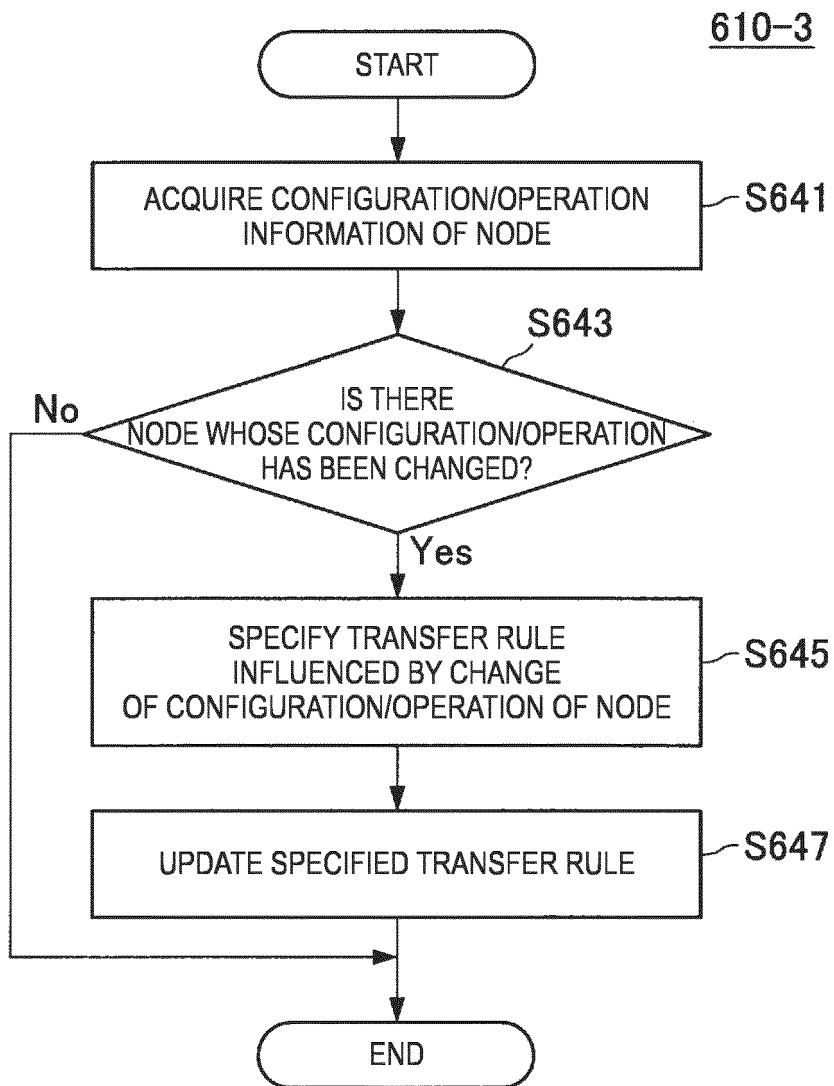 610-3
START
ACQUIRE CONFIGURATION/OPERATION
INFORMATION OF NODE
S641
S643
IS THERE
NODE WHOSE CONFIGURATION/OPERATION
HAS BEEN CHANGED?
No
Yes
SPECIFY TRANSFER RULE
INFLUENCED BY CHANGE
OF CONFIGURATION/OPERATION OF NODE
S645
UPDATE SPECIFIED TRANSFER RULE
S647
END